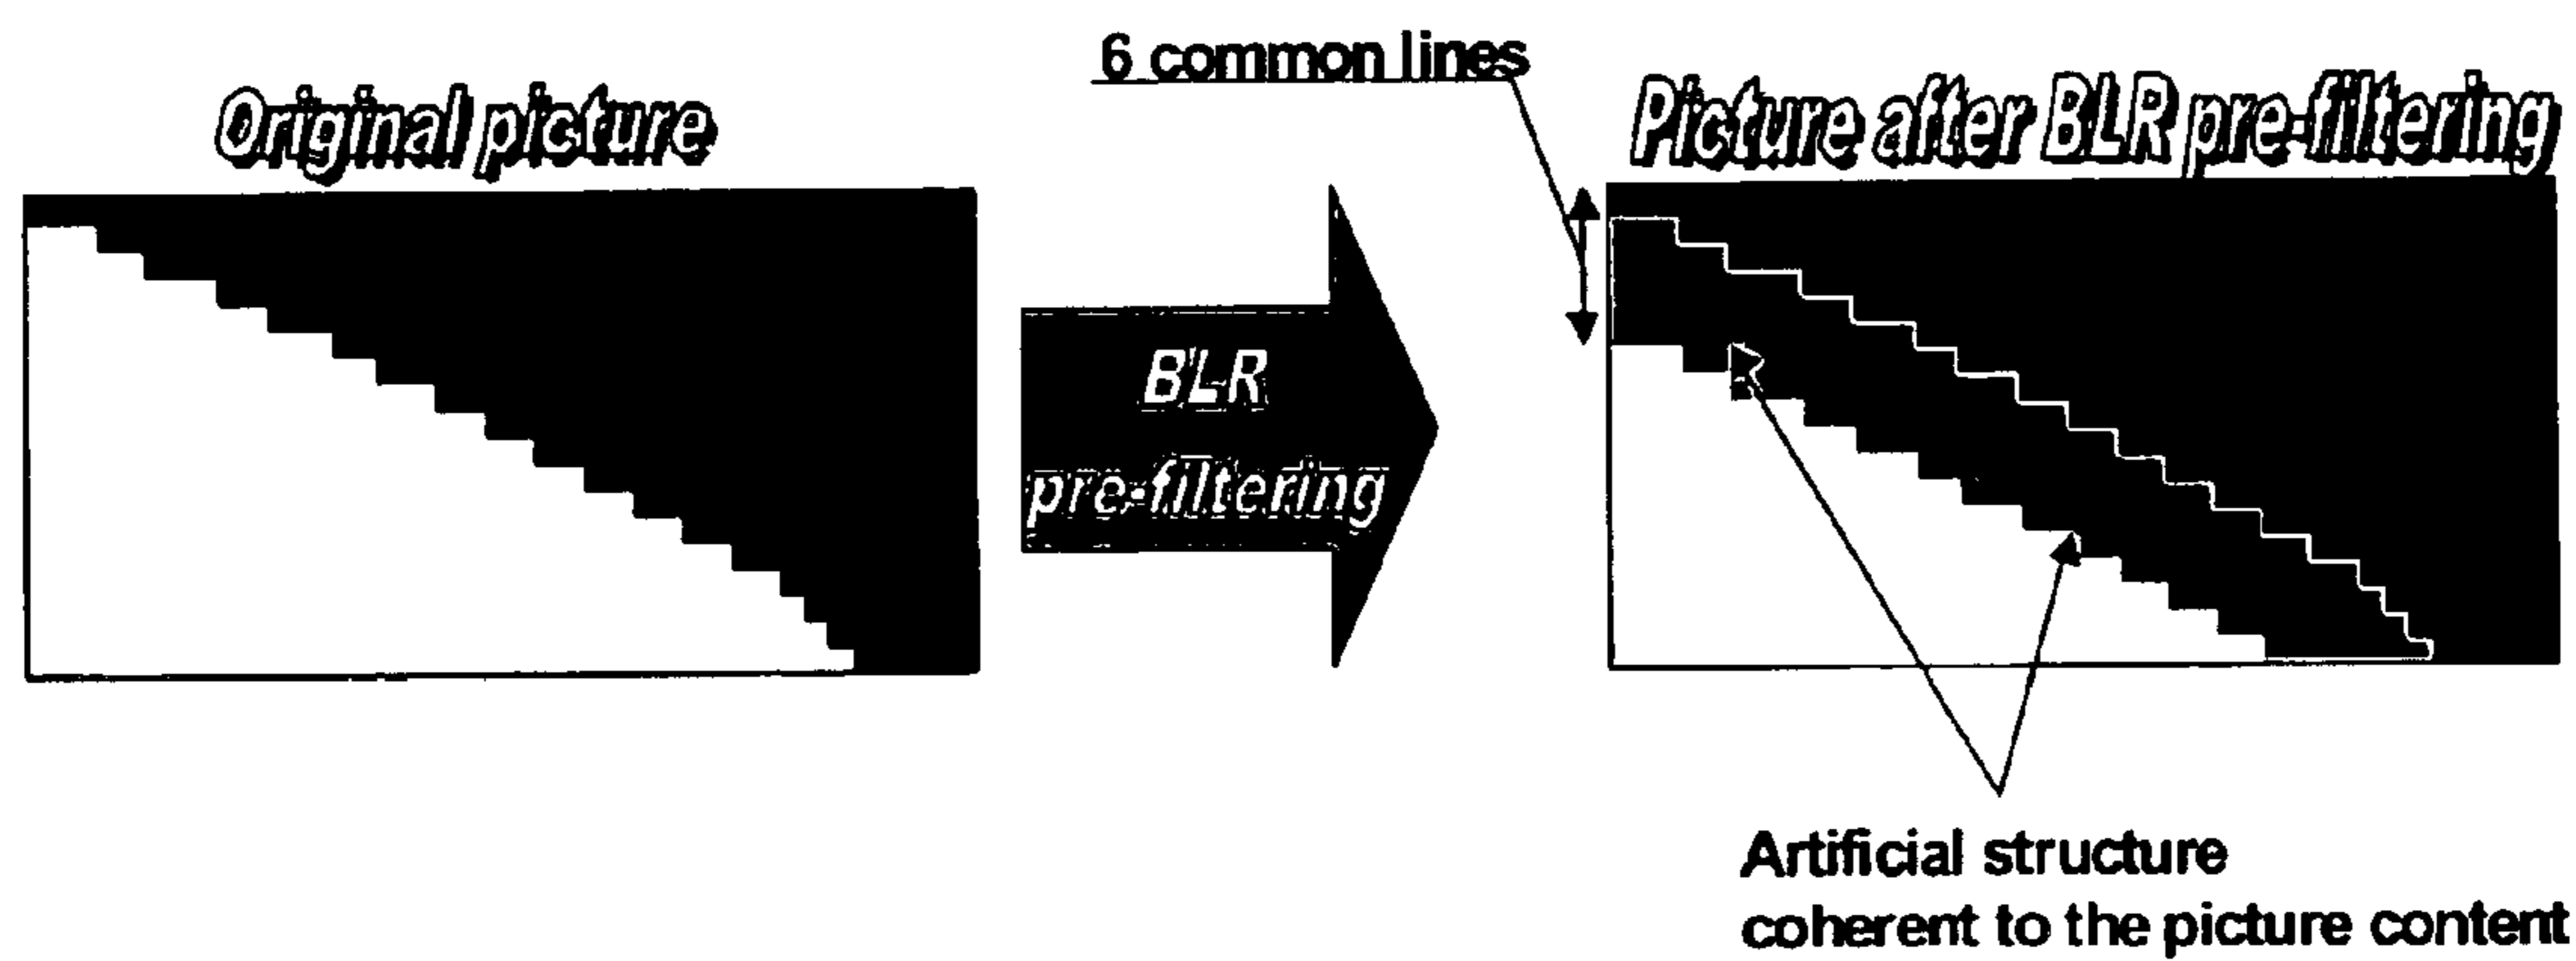 6 common lines
Original picture
Picture after BLR pre-filtering
BLR
pre-filtering
Artificial structure
coherent to the picture content